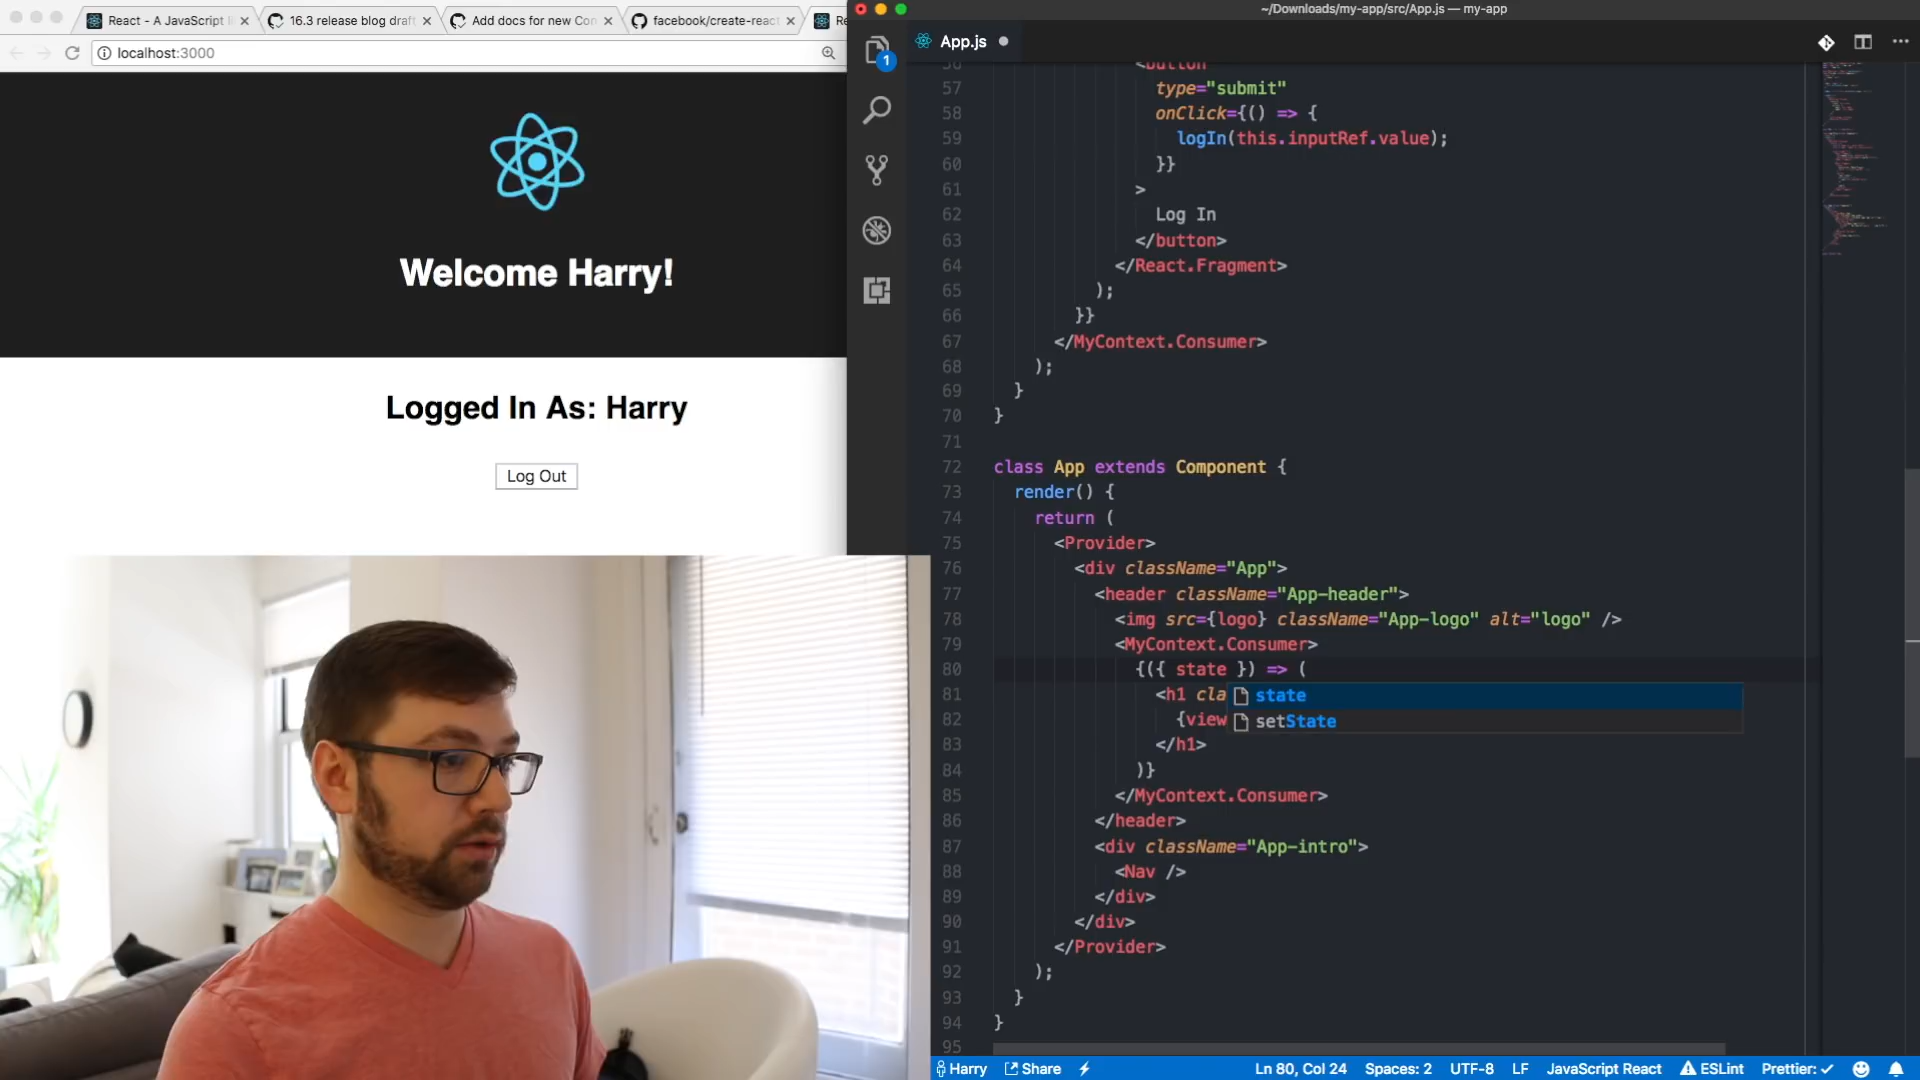 React - A JavaScript li
16.3 release blog draft
Add docs for new Con
facebook/create-react
Re
localhost:3000
Welcome Harry!
Logged In As: Harry
Log Out
~/Downloads/my-app/src/App.js — my-app
1
App.js
56 <button
57 type="submit"
58 onClick={() => {
59 logIn(this.inputRef.value);
60 }}
61 >
62 Log In
63 </button>
64 </React.Fragment>
65 );
66 }}
67 </MyContext.Consumer>
68 );
69 }
70 }
71
72 class App extends Component {
73 render() {
74 return (
75 <Provider>
76 <div className="App">
77 <header className="App-header">
78 <img src={logo} className="App-logo" alt="logo" />
79 <MyContext.Consumer>
80 {({ state }) => (
81 <h1 cla
82 {view
83 </h1>
84 )}
85 </MyContext.Consumer>
86 </header>
87 <div className="App-intro">
88 <Nav />
89 </div>
90 </div>
91 </Provider>
92 );
93 }
94 }
95
state
setState
Harry Share Ln 80, Col 24 Spaces: 2 UTF-8 LF JavaScript React ESLint Prettier: ✓